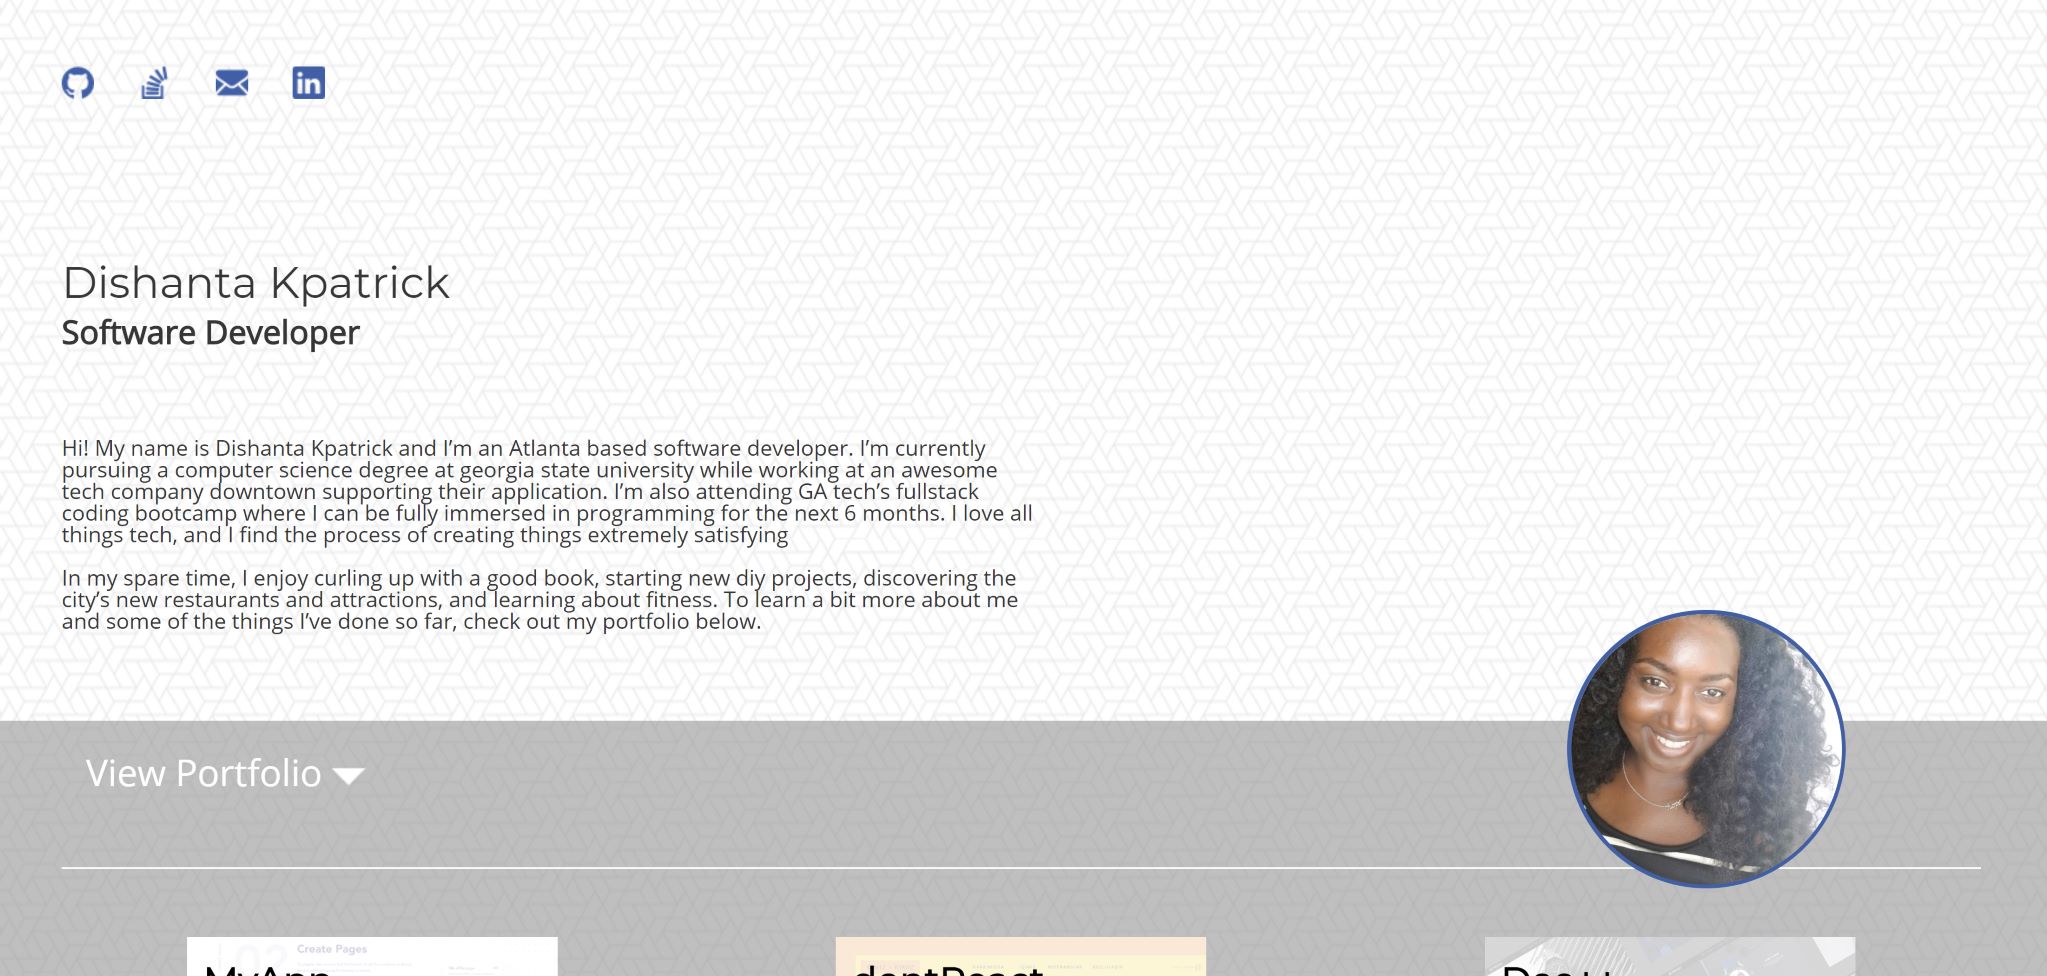 in
Dishanta Kpatrick
Software Developer
Hi! My name is Dishanta Kpatrick and I’m an Atlanta based software developer. I’m currently
pursuing a computer science degree at georgia state university while working at an awesome
tech company downtown supporting their application. I’m also attending GA tech’s fullstack
coding bootcamp where I can be fully immersed in programming for the next 6 months. I love all
things tech, and I find the process of creating things extremely satisfying
In my spare time, I enjoy curling up with a good book, starting new diy projects, discovering the
city’s new restaurants and attractions, and learning about fitness. To learn a bit more about me
and some of the things I’ve done so far, check out my portfolio below.
View Portfolio
02 Create Pages
MyApp